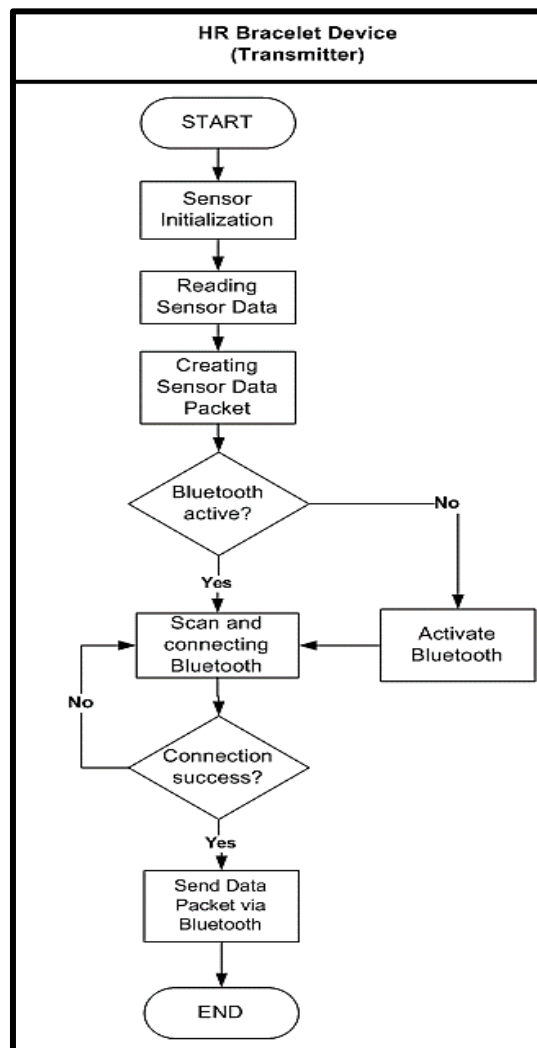 HR Bracelet Device
(Transmitter)
START
Sensor
Initialization
Reading
Sensor Data
Creating
Sensor Data
Packet
Bluetooth
active?
No
Yes
Scan and
connecting
Bluetooth
Activate
Bluetooth
No
Connection
success?
Yes
Send Data
Packet via
Bluetooth
END